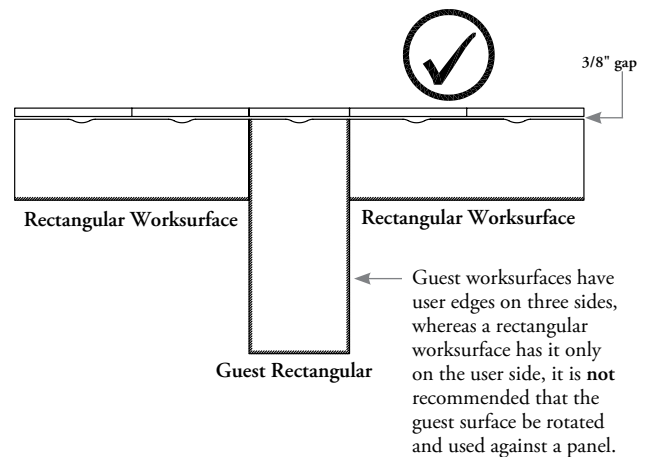 3/8" gap
Rectangular Worksurface
Rectangular Worksurface
Guest worksurfaces have
user edges on three sides,
whereas a rectangular
worksurface has it only
on the user side, it is not
recommended that the
guest surface be rotated
and used against a panel.
Guest Rectangular